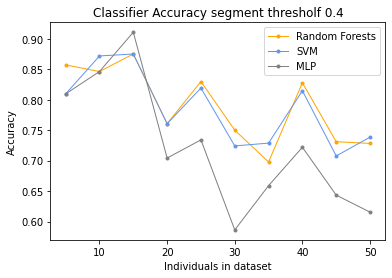 Classifier Accuracy segment thresholf 0.4
Random Forests
SVM
MLP
Accuracy
0.90
0.85
0.80
0.75
0.70
0.65
0.60
10 20 30 40 50
Individuals in dataset